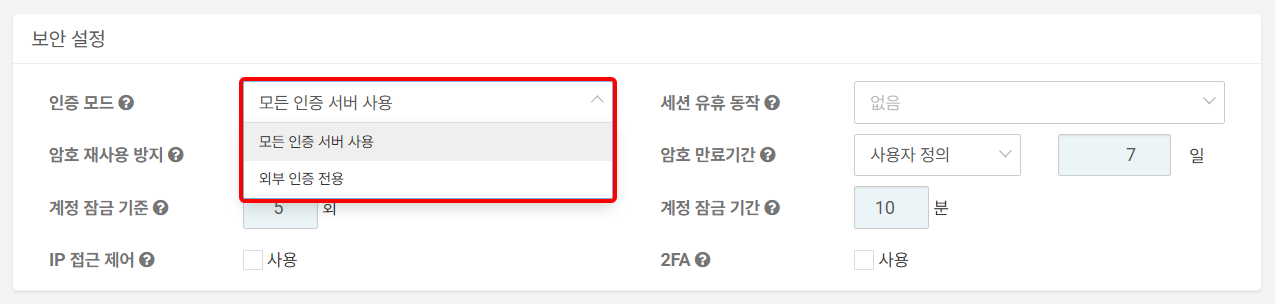 보안 설정
인증 모드 모든 인증 서버 사용 세션 유휴 동작 없음
모든 인증 서버 사용
암호 재사용 방지 암호 만료기간 사용자 정의 7 일
외부 인증 전용
계정 잠금 기준 5 회 계정 잠금 기간 10 분
IP 접근 제어 사용 2FA 사용